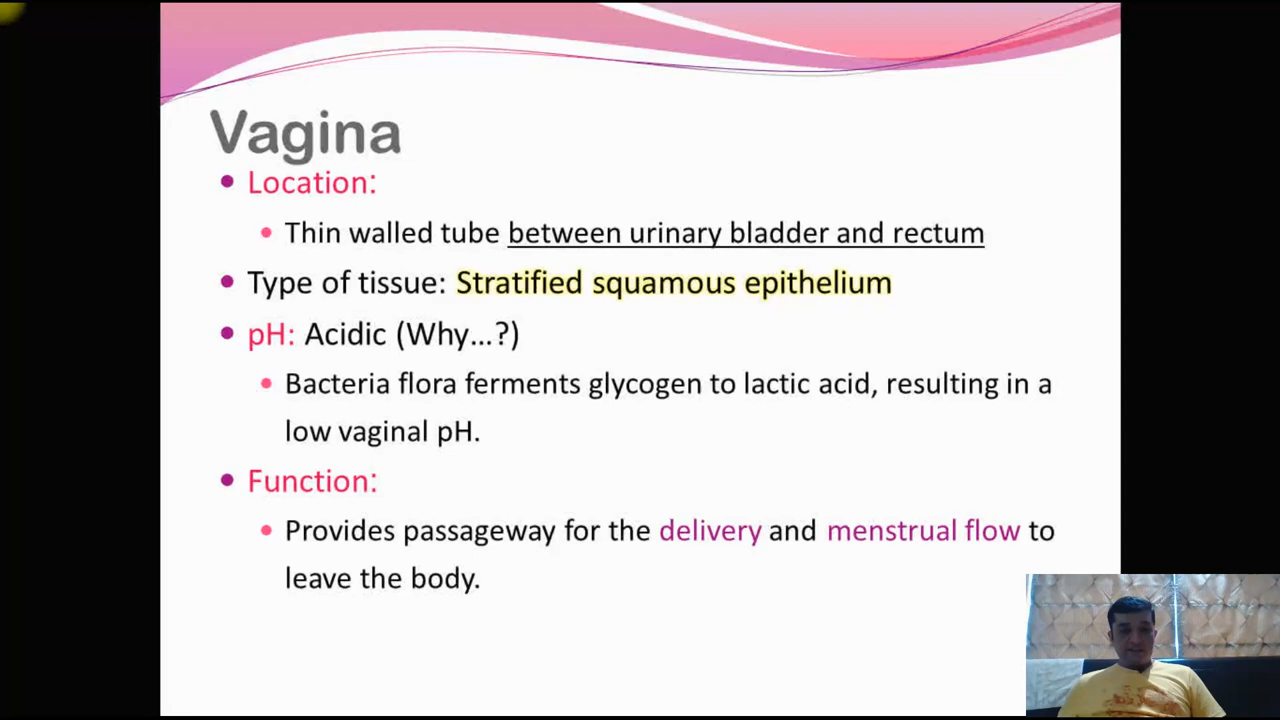 Vagina
Location:
Thin walled tube between urinary bladder and rectum
Type of tissue: Stratified squamous epithelium
pH: Acidic (Why...?)
Bacteria flora ferments glycogen to lactic acid, resulting in a
low vaginal pH.
Function:
Provides passageway for the delivery and menstrual flow to
leave the body.